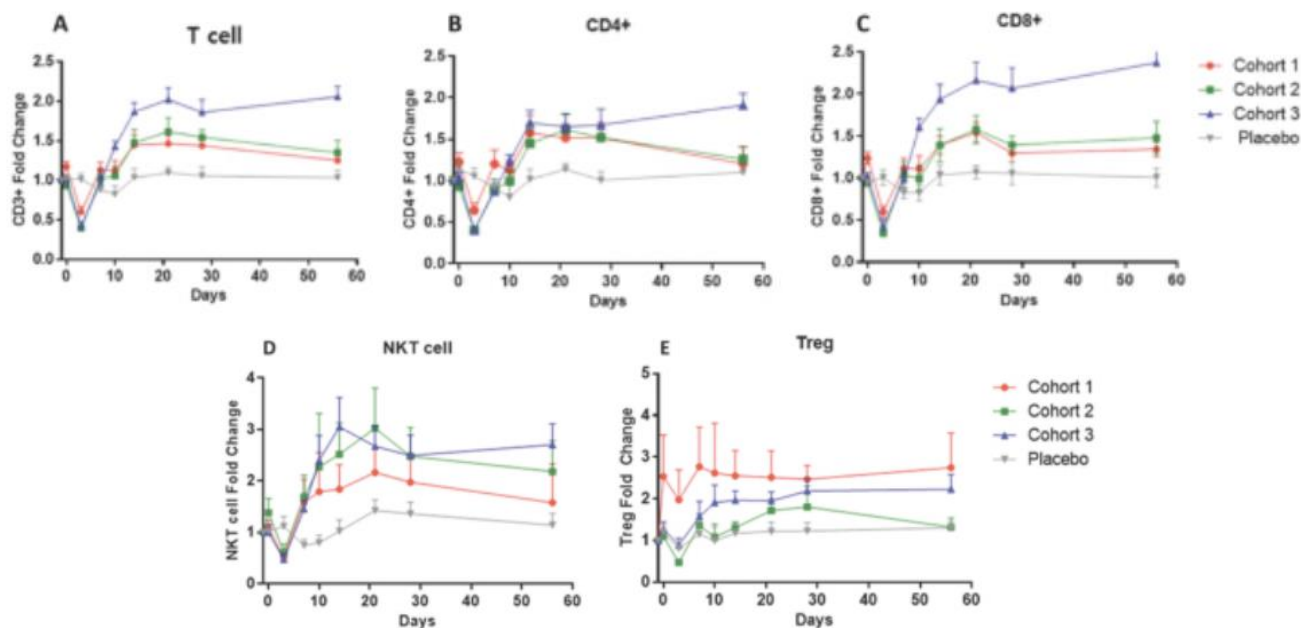 A
T cell
CD3+ Fold Change
2.5
2.0
1.5
1.0
0.5
0.0
0 10 20 30 40 50 60
Days
B
CD4+
CD4+ Fold Change
2.5
2.0
1.5
1.0
0.5
0.0
0 10 20 30 40 50 60
Days
C
CD8+
CD8+ Fold Change
2.5
2.0
1.5
1.0
0.5
0.0
0 10 20 30 40 50 60
Days
Cohort 1
Cohort 2
Cohort 3
Placebo
D
NKT cell
NKT cell Fold Change
4
3
2
1
0
0 10 20 30 40 50 60
Days
E
Treg
Treg Fold Change
5
4
3
2
1
0
0 10 20 30 40 50 60
Days
Cohort 1
Cohort 2
Cohort 3
Placebo